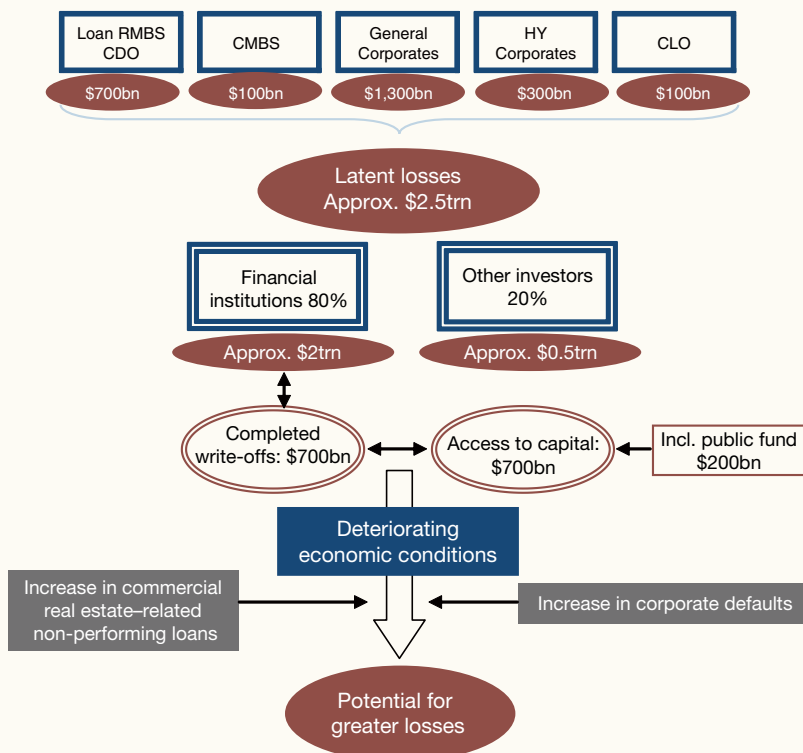 Loan RMBS
CDO
CMBS
General
Corporates
HY
Corporates
CLO
$700bn
$100bn
$1,300bn
$300bn
$100bn
Latent losses
Approx. $2.5trn
Financial
institutions 80%
Other investors
20%
Approx. $2trn
Approx. $0.5trn
Completed
write-offs: $700bn
Access to capital:
$700bn
Incl. public fund
$200bn
Deteriorating
economic conditions
Increase in commercial
real estate–related
non-performing loans
Increase in corporate defaults
Potential for
greater losses